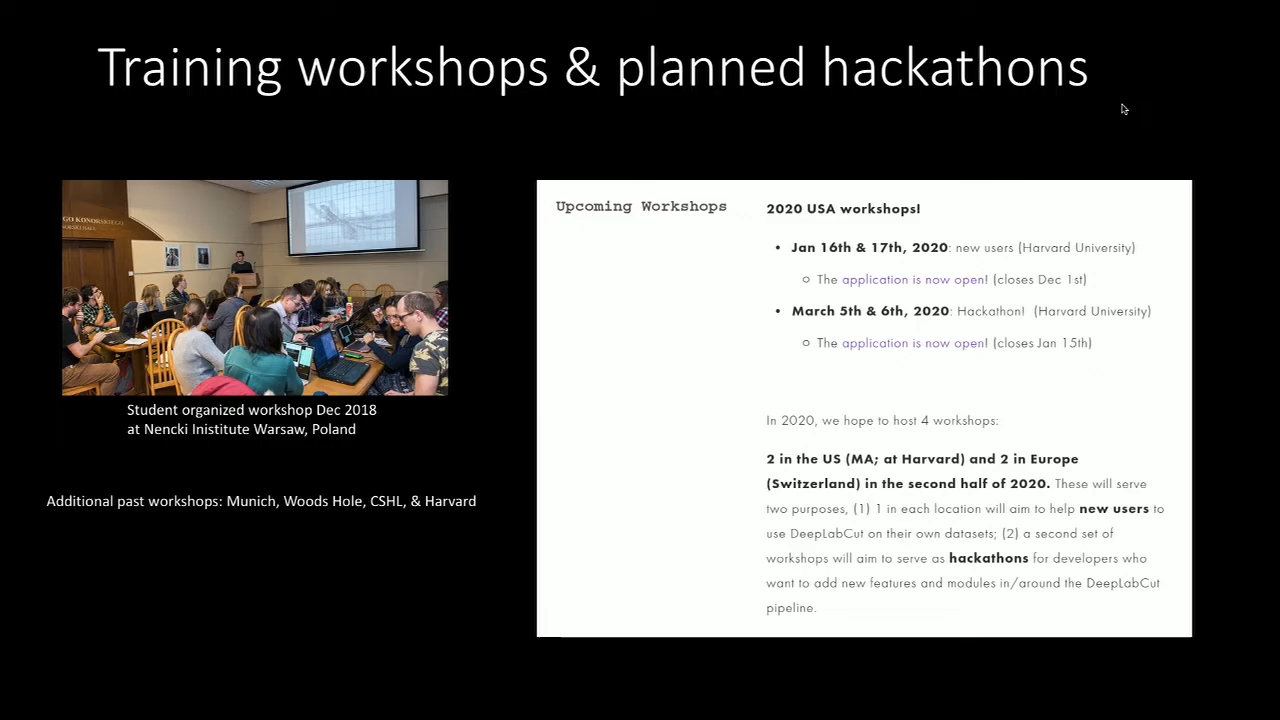 Training workshops & planned hackathons
GO KONORSKIEGO
Student organized workshop Dec 2018
at Nencki Inistitute Warsaw, Poland
Additional past workshops: Munich, Woods Hole, CSHL, & Harvard
Upcoming Workshops
2020 USA workshops!
• Jan 16th & 17th, 2020: new users (Harvard University)
o The application is now open! (closes Dec 1st)
• March 5th & 6th, 2020: Hackathon! (Harvard University)
o The application is now open! (closes Jan 15th)
In 2020, we hope to host 4 workshops:
2 in the US (MA; at Harvard) and 2 in Europe
(Switzerland) in the second half of 2020. These will serve
two purposes, (1) 1 in each location will aim to help new users to
use DeepLabCut on their own datasets; (2) a second set of
workshops will aim to serve as hackathons for developers who
want to add new features and modules in/around the DeepLabCut
pipeline.